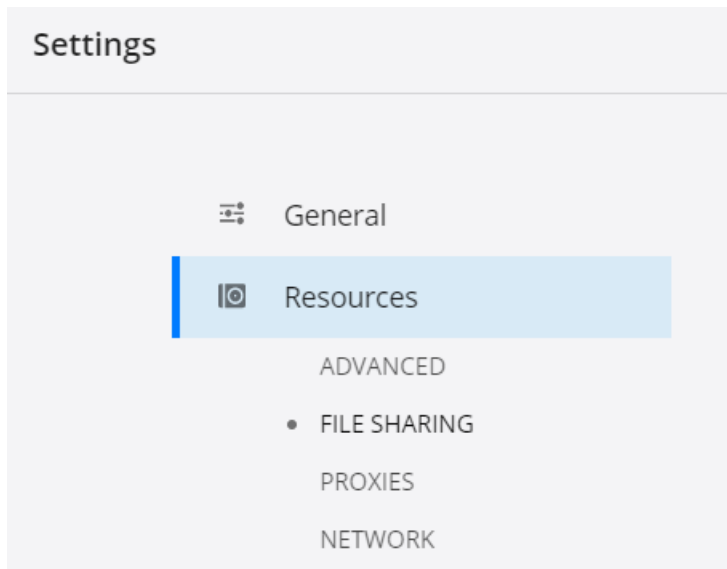 Settings
General
Resources
ADVANCED
FILE SHARING
PROXIES
NETWORK